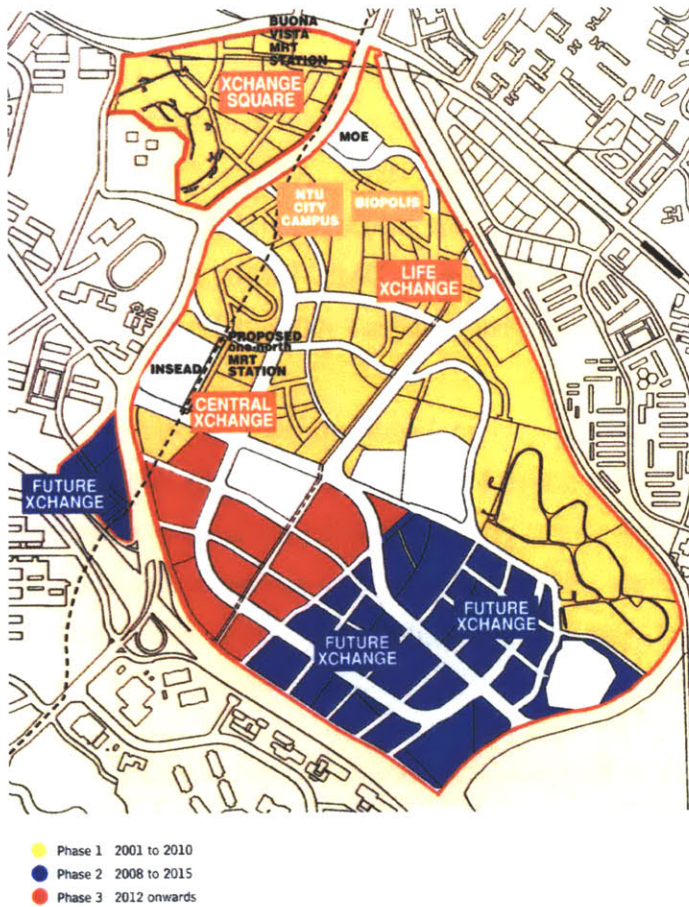 BUONA
VISTA
MRT
STATION
XCHANGE
SQUARE
MOE
NTU
CITY
CAMPUS
BIOPOLIS
LIFE
XCHANGE
PROPOSED
one-north
MRT
STATION
INSEAD
CENTRAL
XCHANGE
FUTURE
XCHANGE
FUTURE
XCHANGE
FUTURE
XCHANGE
Phase 1 2001 to 2010
Phase 2 2008 to 2015
Phase 3 2012 onwards